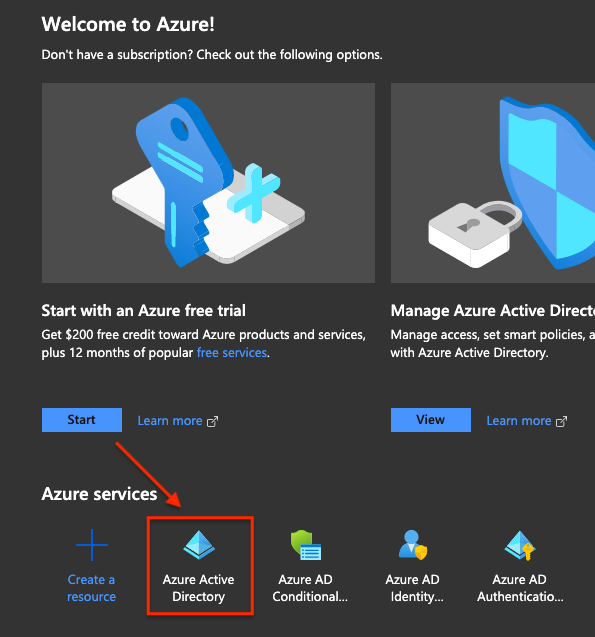 Welcome to Azure!
Don't have a subscription? Check out the following options.
Start with an Azure free trial
Get $200 free credit toward Azure products and services,
plus 12 months of popular free services.
Start
Learn more
Manage Azure Active Direct
Manage access, set smart policies, a
with Azure Active Directory.
View
Learn more
Azure services
Create a
resource
Azure Active
Directory
Azure AD
Conditional...
Azure AD
Identity...
Azure AD
Authenticatio...